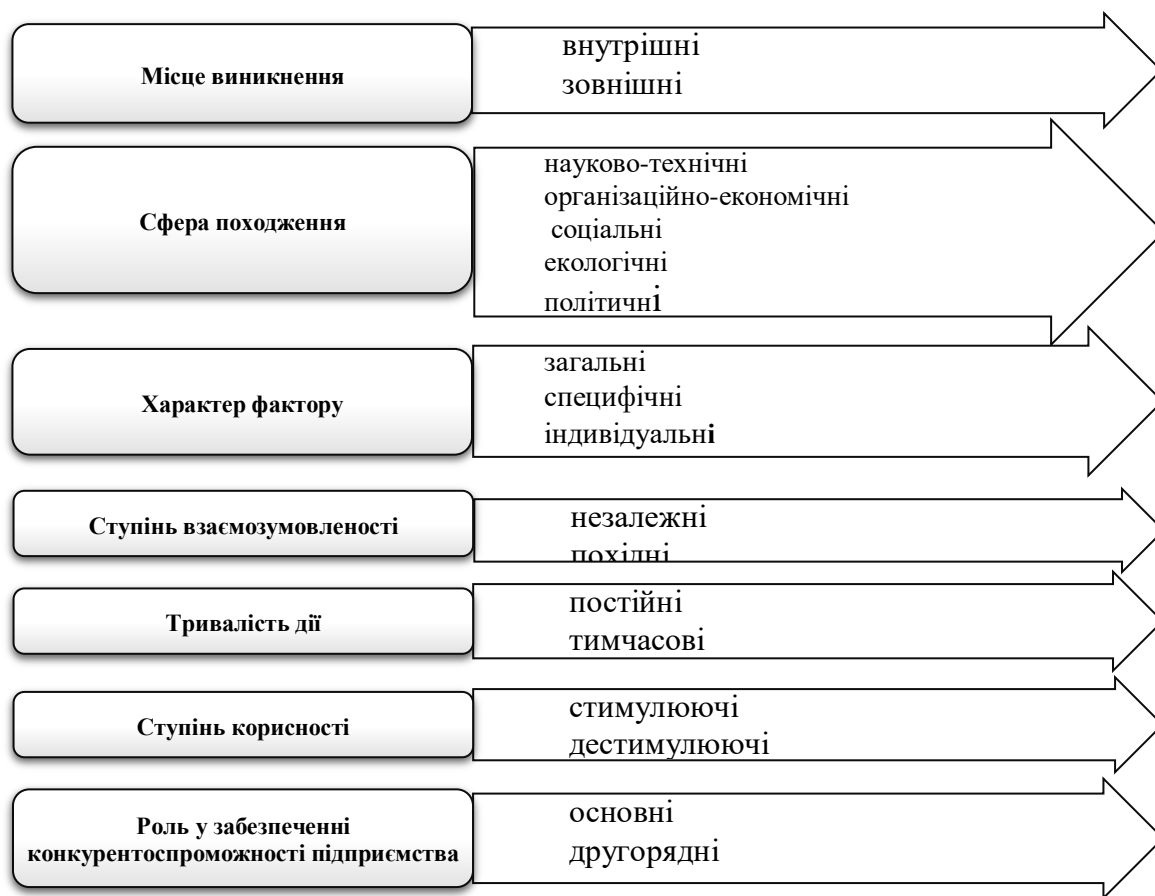 Місце виникнення
внутрішні
зовнішні
Сфера походження
науково-технічні
організаційно-економічні
соціальні
екологічні
політичні
Характер фактору
загальні
специфічні
індивідуальні
Ступінь взаємозумовленості
незалежні
похідні
Тривалість дії
постійні
тимчасові
Ступінь корисності
стимулюючі
дестимулюючі
Роль у забезпеченні
конкурентоспроможності підприємства
основні
другорядні